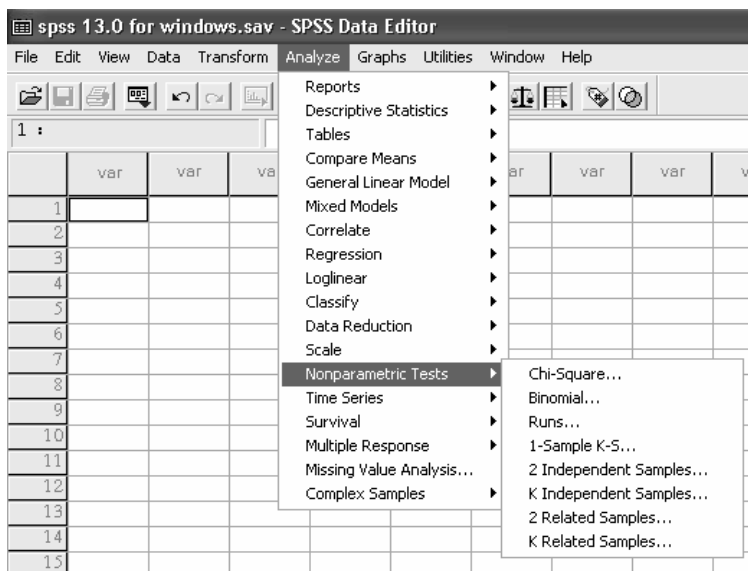 spss 13.0 for windows.sav - SPSS Data Editor
File Edit View Data Transform Analyze Graphs Utilities Window Help
1 :
var var va ar var var v
Reports
Descriptive Statistics
Tables
Compare Means
General Linear Model
Mixed Models
Correlate
Regression
Loglinear
Classify
Data Reduction
Scale
Nonparametric Tests
Time Series
Survival
Multiple Response
Missing Value Analysis...
Complex Samples
Chi-Square...
Binomial...
Runs...
1-Sample K-S...
2 Independent Samples...
K Independent Samples...
2 Related Samples...
K Related Samples...
1
2
3
4
5
6
7
8
9
10
11
12
13
14
15